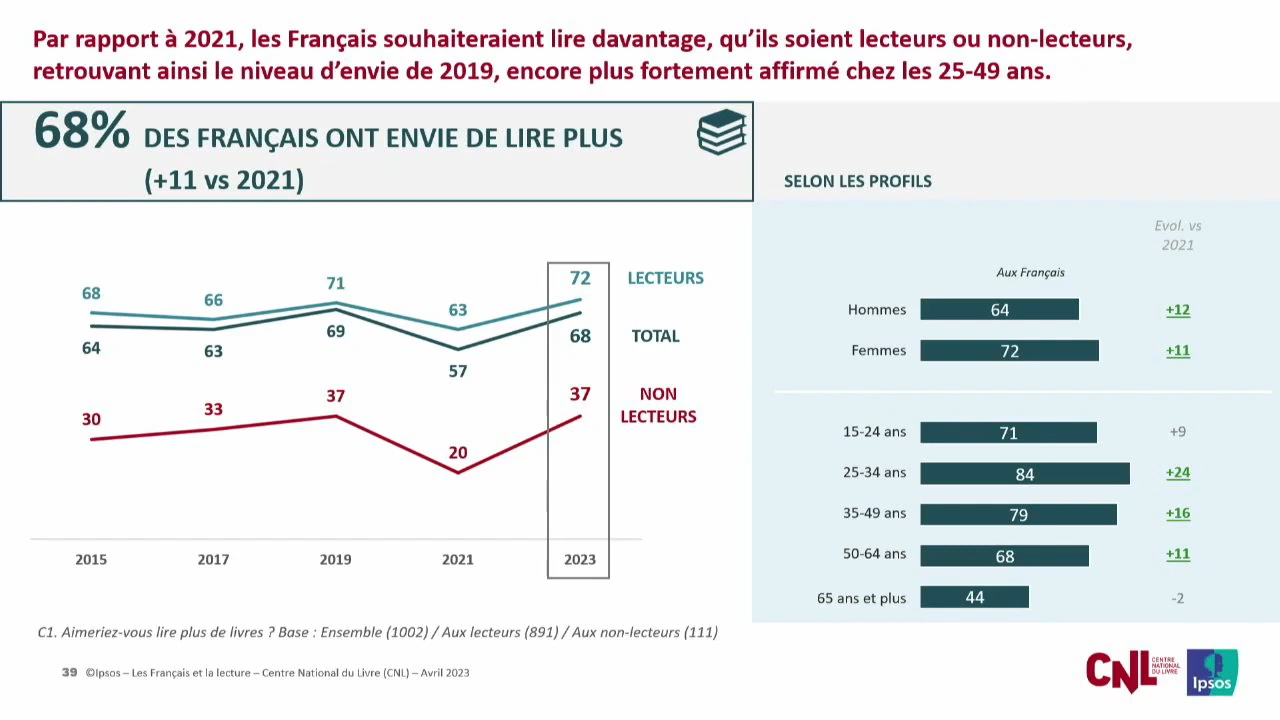 Par rapport à 2021, les Français souhaiteraient lire davantage, qu’ils soient lecteurs ou non-lecteurs,
retrouvant ainsi le niveau d’envie de 2019, encore plus fortement affirmé chez les 25-49 ans.
68% DES FRANÇAIS ONT ENVIE DE LIRE PLUS
(+11 vs 2021)
68 66 71 63 72 LECTEURS
64 63 69 57 68 TOTAL
30 33 37 20 37 NON
LECTEURS
2015 2017 2019 2021 2023
C1. Aimeriez-vous lire plus de livres ? Base : Ensemble (1002) / Aux lecteurs (891) / Aux non-lecteurs (111)
SELON LES PROFILS
Evol. vs
2021
Aux Français
Hommes 64 +12
Femmes 72 +11
15-24 ans 71 +9
25-34 ans 84 +24
35-49 ans 79 +16
50-64 ans 68 +11
65 ans et plus 44 -2
39 ©Ipsos – Les Français et la lecture – Centre National du Livre (CNL) – Avril 2023
CNL CENTRE
NATIONAL
DU LIVRE
Ipsos